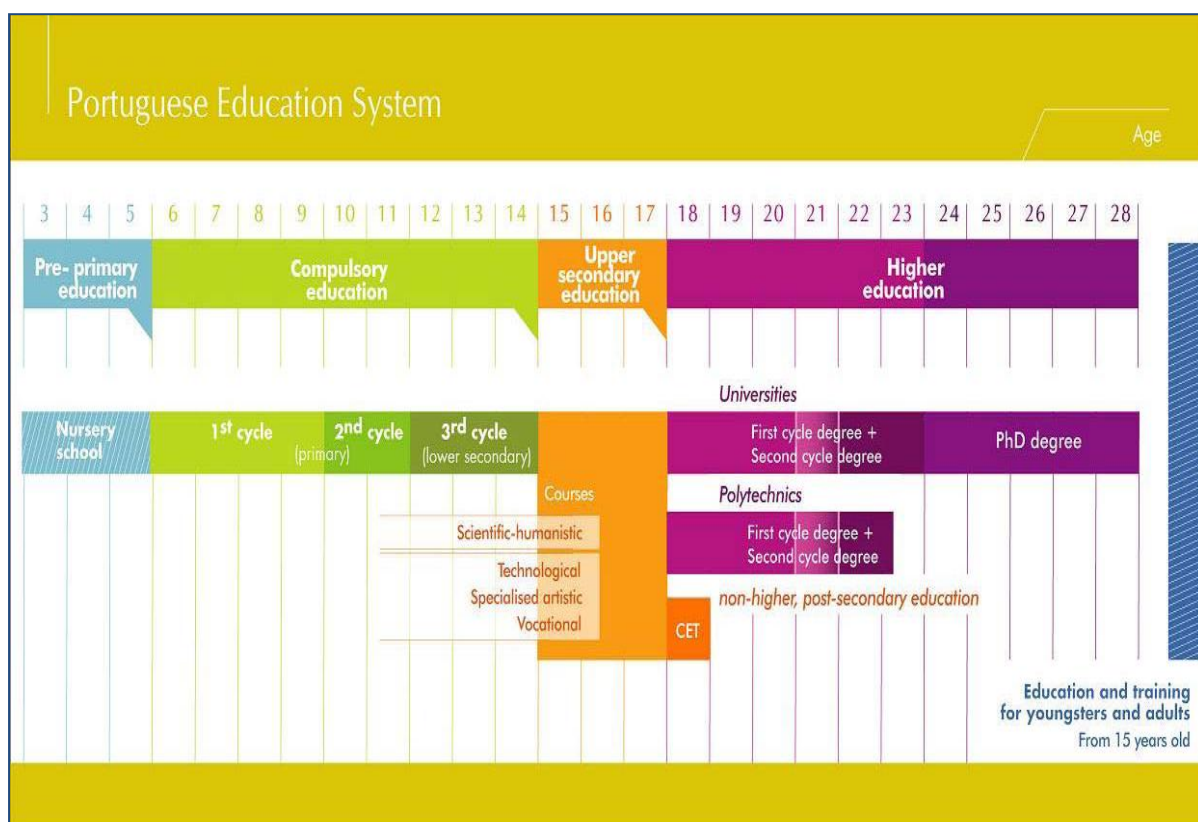 Portuguese Education System
Age
3 4 5 6 7 8 9 10 11 12 13 14 15 16 17 18 19 20 21 22 23 24 25 26 27 28
Pre- primary
education
Compulsory
education
Upper
secondary
education
Higher
education
Universities
Nursery
school
1st cycle
2nd cycle
(primary)
3rd cycle
(lower secondary)
First cycle degree +
Second cycle degree
PhD degree
Courses
Polytechnics
Scientific-humanistic
First cycle degree +
Second cycle degree
Technological
Specialised artistic
Vocational
non-higher, post-secondary education
CET
Education and training
for youngsters and adults
From 15 years old